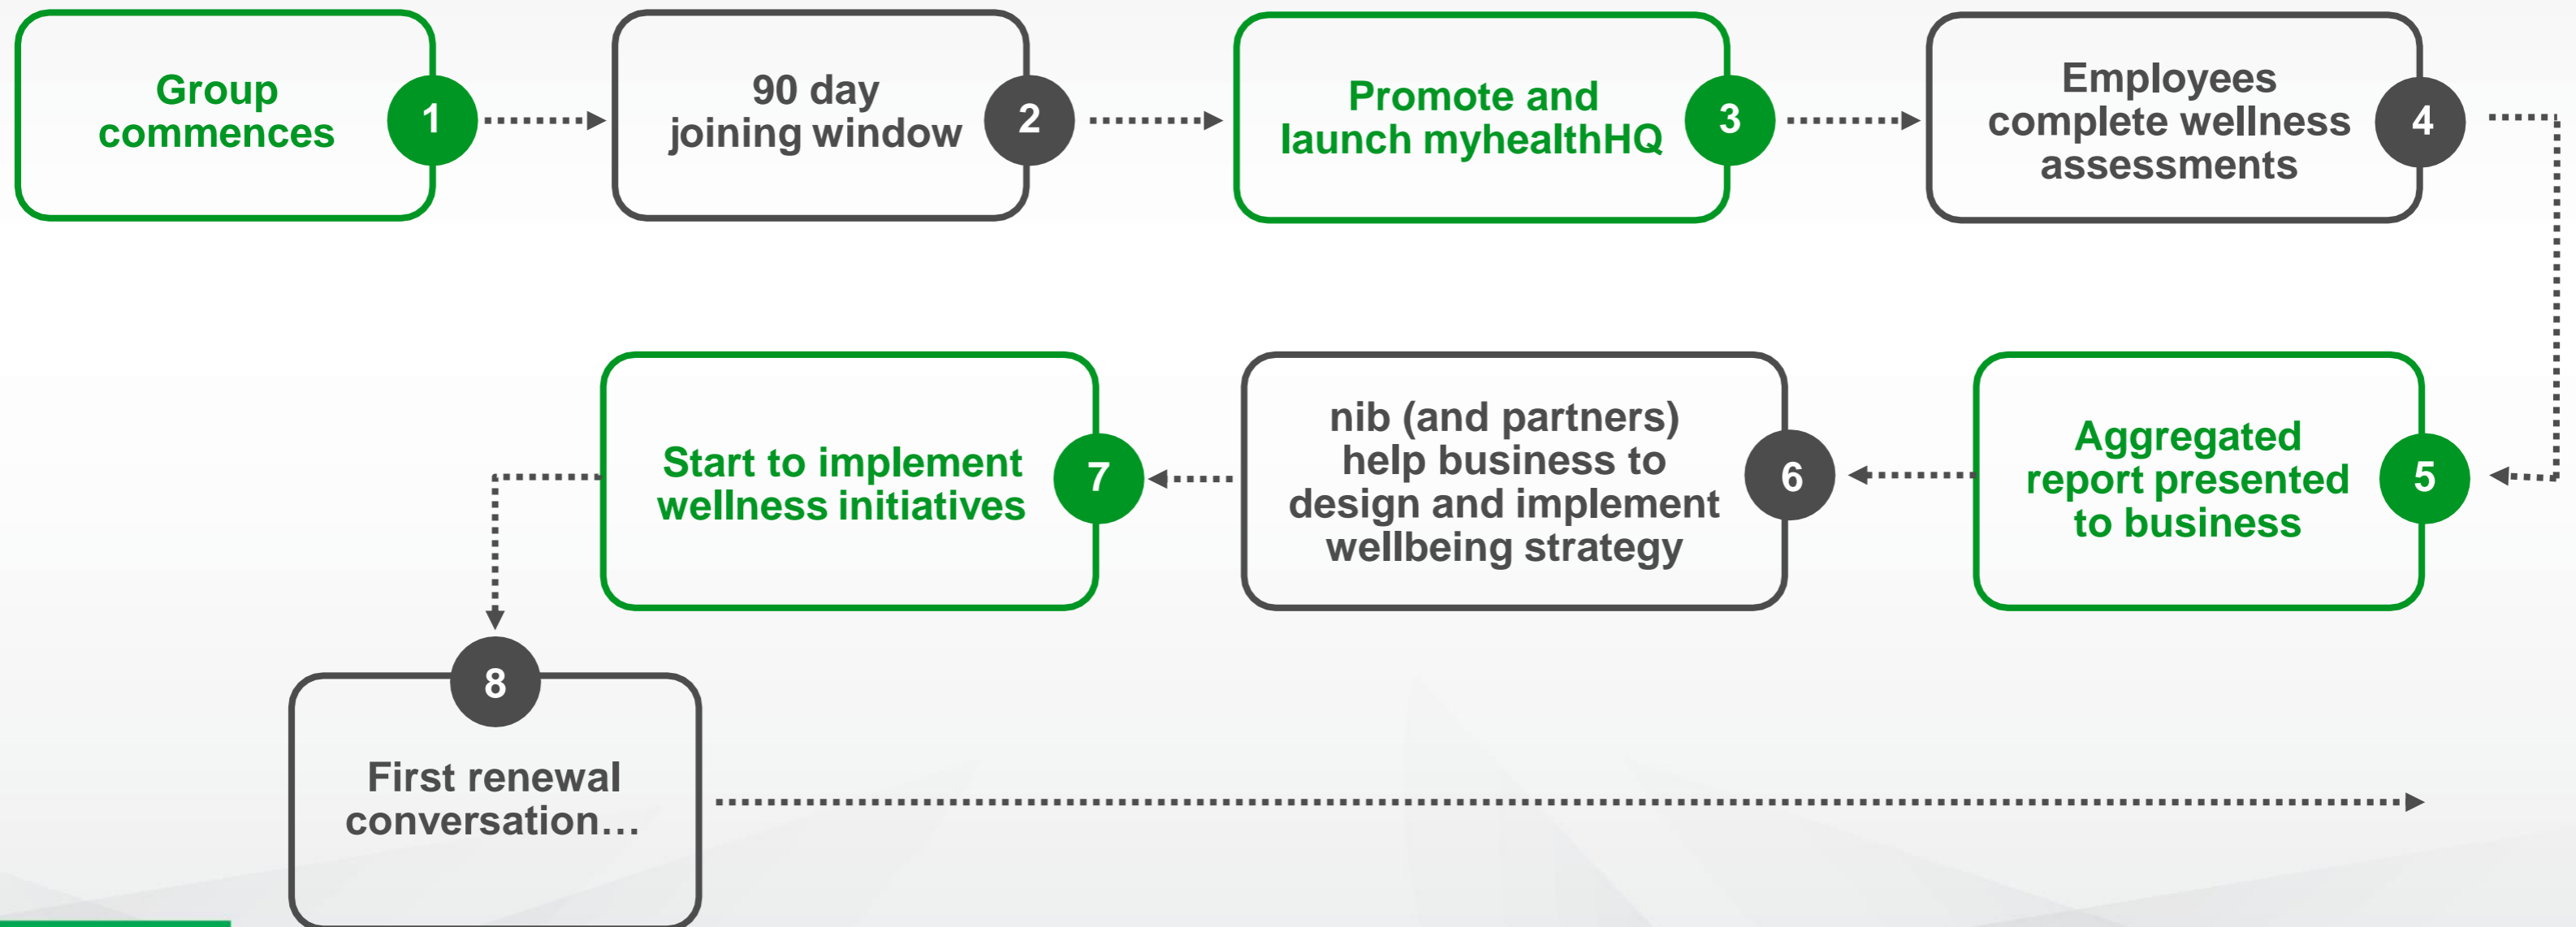 Group
commences
1
90 day
joining window
2
Promote and
launch myhealthHQ
3
Employees
complete wellness
assessments
4
Aggregated
report presented
to business
5
nib (and partners)
help business to
design and implement
wellbeing strategy
6
Start to implement
wellness initiatives
7
8
First renewal
conversation…